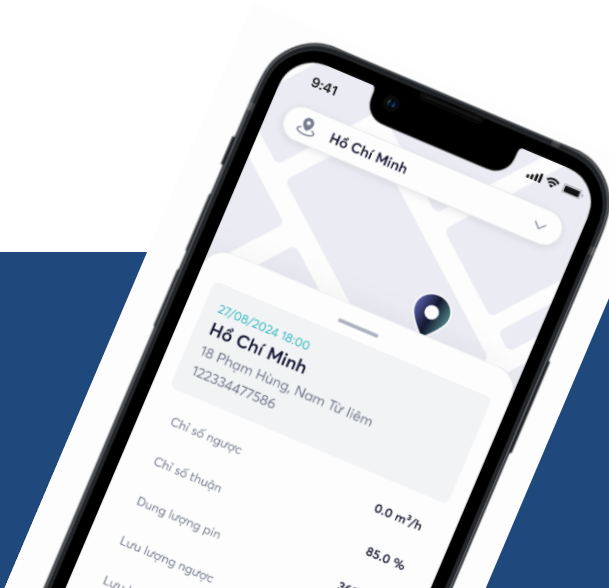 9:41
Hồ Chí Minh
27/08/2024 18:00
Hồ Chí Minh
18 Phạm Hùng, Nam Từ liêm
122334477586
Chỉ số ngược
0.0 m³/h
Chỉ số thuận
85.0 %
Dung lượng pin
Lưu lượng ngược